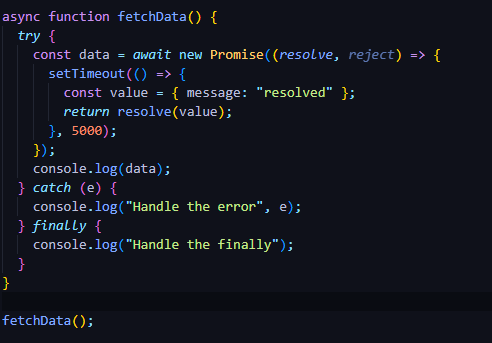 async function fetchData() {
  try {
    const data = await new Promise((resolve, reject) => {
      setTimeout(() => {
        const value = { message: "resolved" };
        return resolve(value);
      }, 5000);
    });
    console.log(data);
  } catch (e) {
    console.log("Handle the error", e);
  } finally {
    console.log("Handle the finally");
  }
}

fetchData();